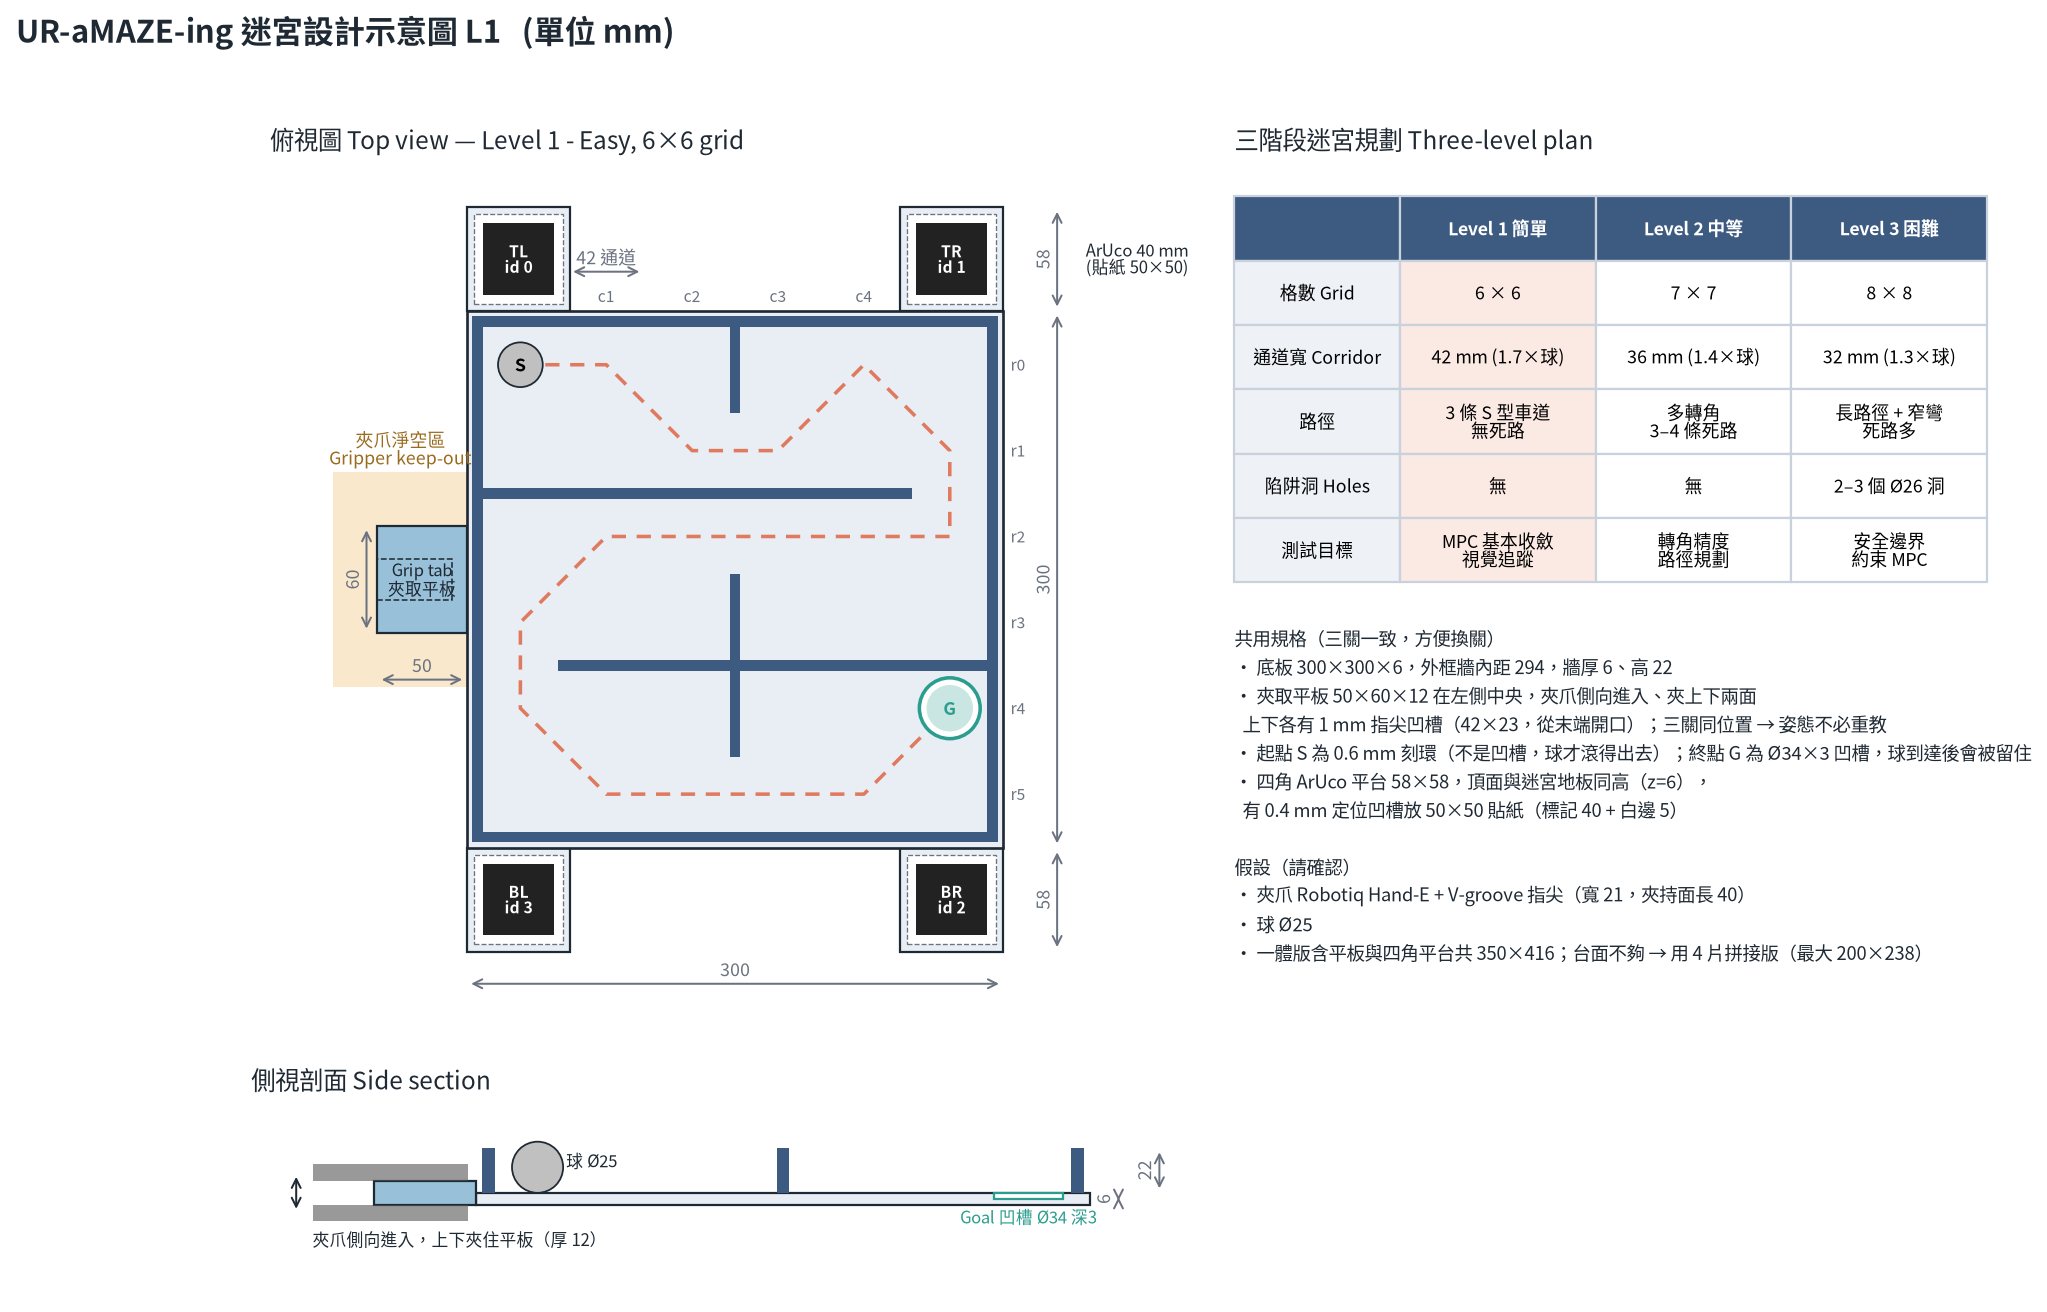 UR-aMAZE-ing 迷宮設計示意圖 L1 (單位 mm)
俯視圖 Top view — Level 1 - Easy, 6×6 grid
TL
id 0
42 通道
TR
id 1
58
ArUco 40 mm
(貼紙 50×50)
c1
c2
c3
c4
S
r0
r1
r2
r3
r4
r5
300
夾爪淨空區
Gripper keep-out
60
Grip tab
夾取平板
50
G
BL
id 3
BR
id 2
58
300
三階段迷宮規劃 Three-level plan
Level 1 簡單
Level 2 中等
Level 3 困難
格數 Grid
6 × 6
7 × 7
8 × 8
通道寬 Corridor
42 mm (1.7×球)
36 mm (1.4×球)
32 mm (1.3×球)
路徑
3 條 S 型車道
無死路
多轉角
3–4 條死路
長路徑 + 窄彎
死路多
陷阱洞 Holes
無
無
2–3 個 Ø26 洞
測試目標
MPC 基本收斂
視覺追蹤
轉角精度
路徑規劃
安全邊界
約束 MPC
共用規格（三關一致，方便換關）
・ 底板 300×300×6，外框牆內距 294，牆厚 6、高 22
・ 夾取平板 50×60×12 在左側中央，夾爪側向進入、夾上下兩面
上下各有 1 mm 指尖凹槽（42×23，從末端開口）；三關同位置 → 姿態不必重教
・ 起點 S 為 0.6 mm 刻環（不是凹槽，球才滾得出去）；終點 G 為 Ø34×3 凹槽，球到達後會被留住
・ 四角 ArUco 平台 58×58，頂面與迷宮地板同高（z=6），
有 0.4 mm 定位凹槽放 50×50 貼紙（標記 40 + 白邊 5）
假設（請確認）
・ 夾爪 Robotiq Hand-E + V-groove 指尖（寬 21，夾持面長 40）
・ 球 Ø25
・ 一體版含平板與四角平台共 350×416；台面不夠 → 用 4 片拼接版（最大 200×238）
側視剖面 Side section
球 Ø25
22
6
Goal 凹槽 Ø34 深3
夾爪側向進入，上下夾住平板（厚 12）